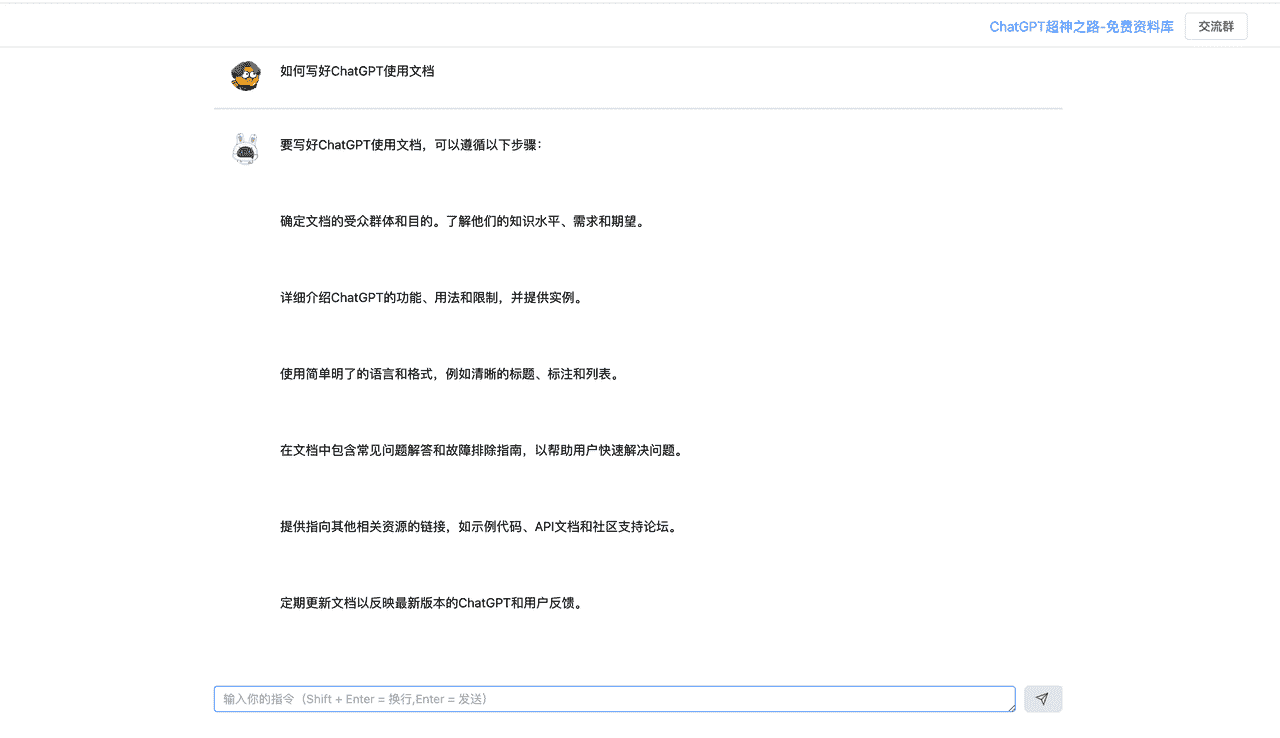 ChatGPT超神之路-免费资料库 交流群
如何写好ChatGPT使用文档
要写好ChatGPT使用文档，可以遵循以下步骤：
确定文档的受众群体和目的。了解他们的知识水平、需求和期望。
详细介绍ChatGPT的功能、用法和限制，并提供实例。
使用简单明了的语言和格式，例如清晰的标题、标注和列表。
在文档中包含常见问题解答和故障排除指南，以帮助用户快速解决问题。
提供指向其他相关资源的链接，如示例代码、API文档和社区支持论坛。
定期更新文档以反映最新版本的ChatGPT和用户反馈。
输入你的指令（Shift + Enter = 换行,Enter = 发送）